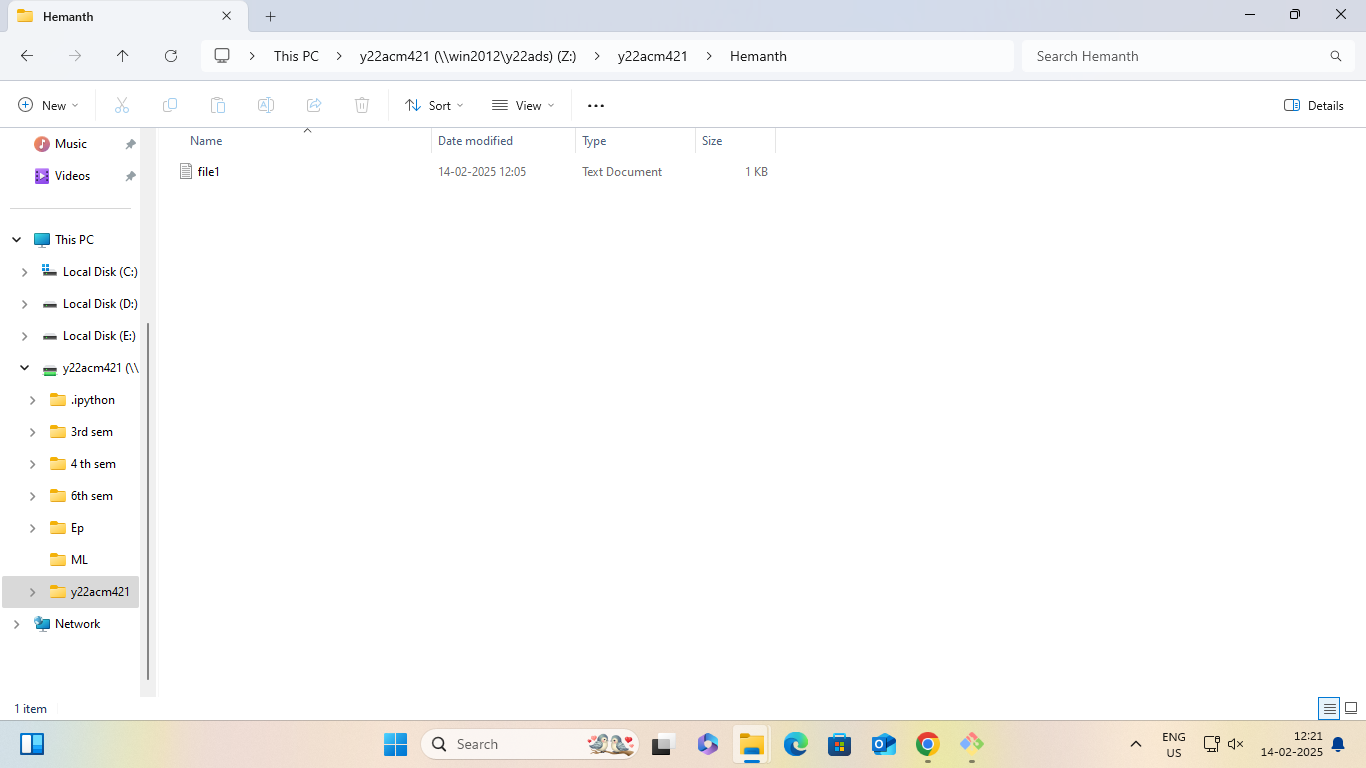 Hemanth
This PC > y22acm421 (\\win2012\y22ads) (Z:) > y22acm421 > Hemanth
Search Hemanth
New
Sort
View
Details
Music
Videos
This PC
Local Disk (C:)
Local Disk (D:)
Local Disk (E:)
y22acm421 (\\
.ipython
3rd sem
4 th sem
6th sem
Ep
ML
y22acm421
Network
Name Date modified Type Size
file1 14-02-2025 12:05 Text Document 1 KB
1 item
Search
ENG
US
12:21
14-02-2025